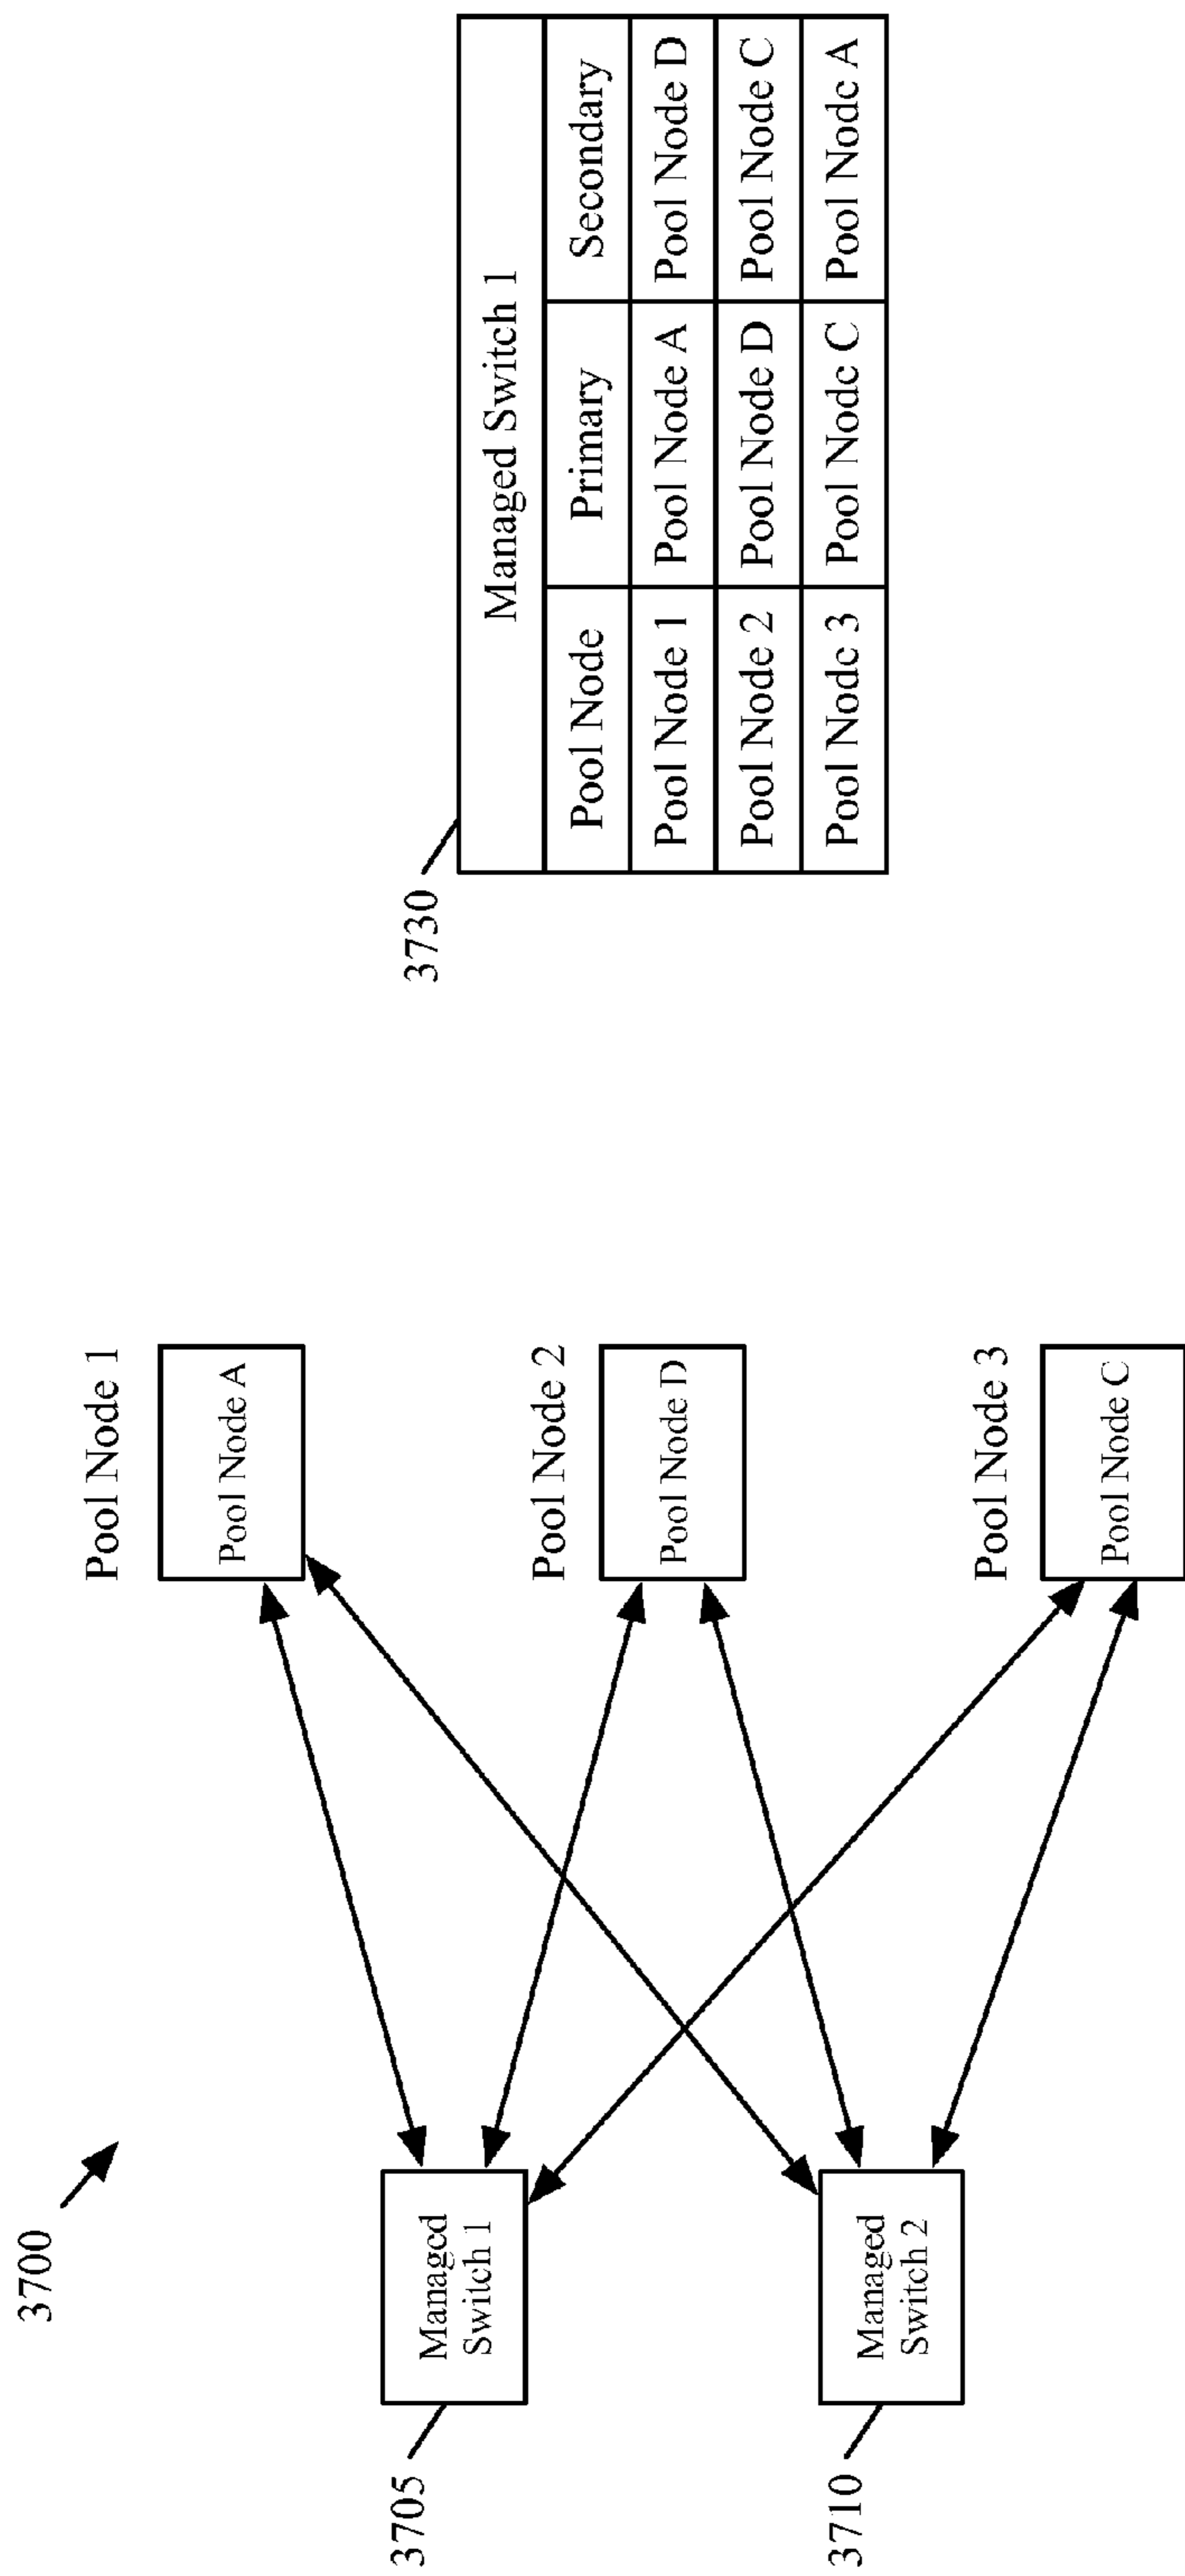 3700
Pool Node 1
Pool Node A
3705
Managed
Switch 1
Pool Node 2
Pool Node D
3710
Managed
Switch 2
Pool Node 3
Pool Node C
3730
Managed Switch 1
Pool Node Primary Secondary
Pool Node 1 Pool Node A Pool Node D
Pool Node 2 Pool Node D Pool Node C
Pool Node 3 Pool Node C Pool Node A